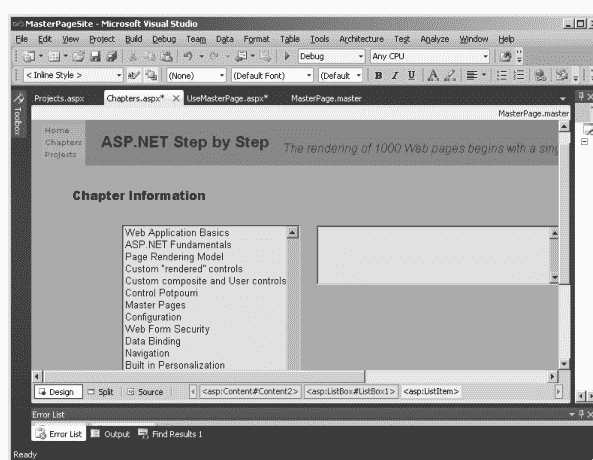 MasterPageSite - Microsoft Visual Studio
File Edit View Project Build Debug Team Data Format Table Tools Architecture Test Analyze Window Help
Debug Any CPU
< Inline Style > (None) (Default Font) (Default B I U A
Projects.aspx Chapters.aspx* UseMasterPage.aspx* MasterPage.master
MasterPage.master
Toolbox
Home
Chapters
Projects
ASP.NET Step by Step
The rendering of 1000 Web pages begins with a sing
Chapter Information
Web Application Basics
ASP.NET Fundamentals
Page Rendering Model
Custom "rendered" controls
Custom composite and User controls
Control Potpourri
Master Pages
Configuration
Web Form Security
Data Binding
Navigation
Built in Personalization
Design Split Source <asp:Content#Content2> <asp:ListBox#ListBox1> <asp:ListItem>
Error List
Error List Output Find Results 1
Ready